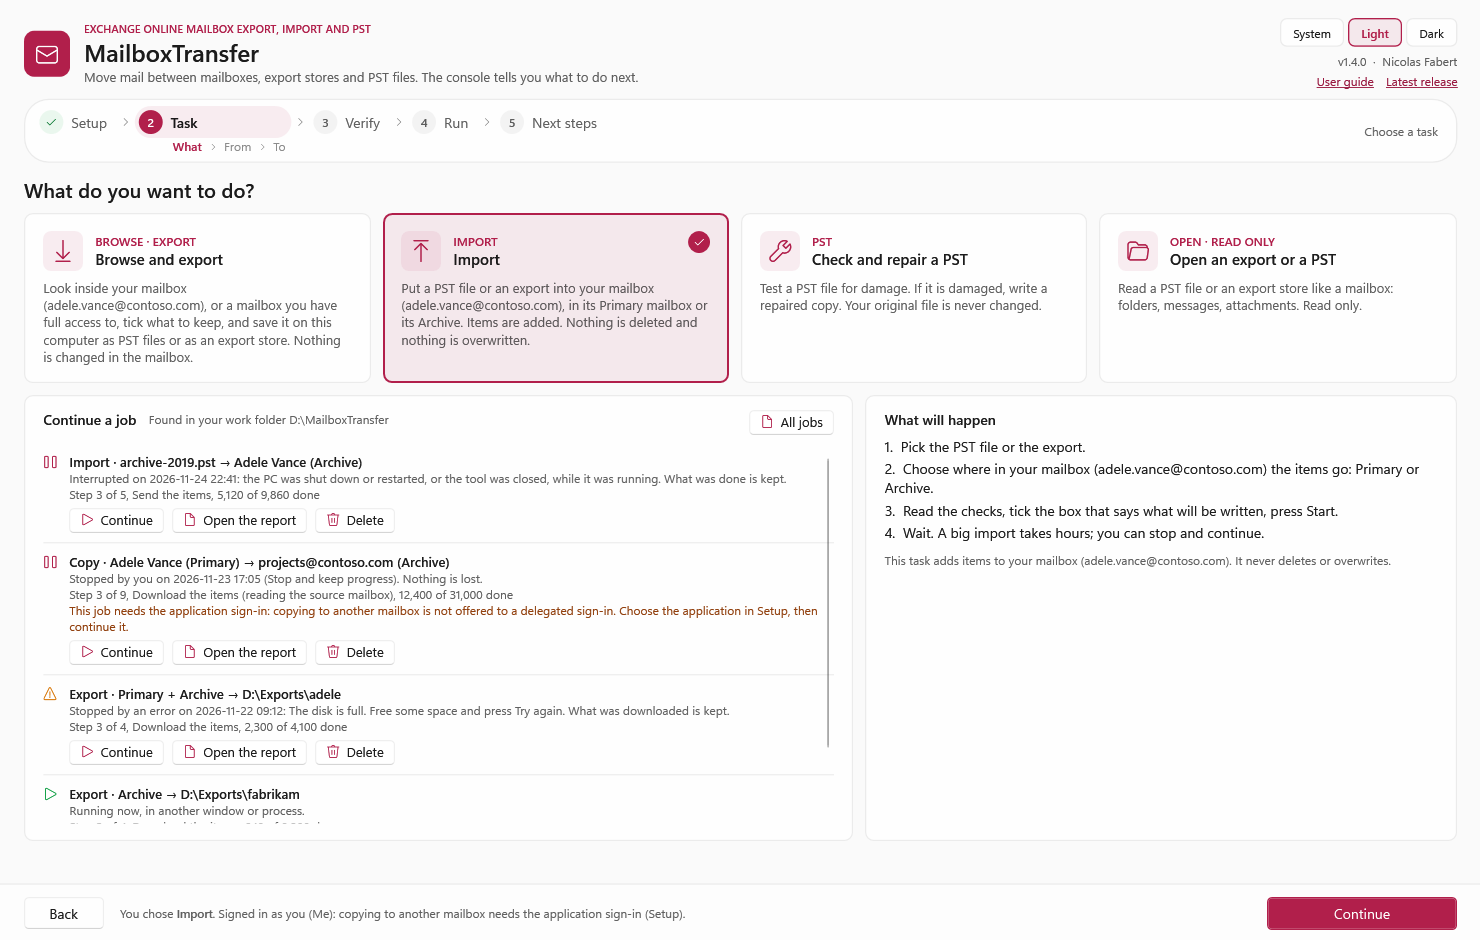 EXCHANGE ONLINE MAILBOX EXPORT, IMPORT AND PST
MailboxTransfer
Move mail between mailboxes, export stores and PST files. The console tells you what to do next.
System
Light
Dark
v1.4.0 · Nicolas Fabert
User guide
Latest release
Setup
2 Task
3 Verify
4 Run
5 Next steps
What
From
To
Choose a task
What do you want to do?
BROWSE · EXPORT
Browse and export
Look inside your mailbox
(adele.vance@contoso.com), or a mailbox you have
full access to, tick what to keep, and save it on this
computer as PST files or as an export store. Nothing
is changed in the mailbox.
IMPORT
Import
Put a PST file or an export into your mailbox
(adele.vance@contoso.com), in its Primary mailbox or
its Archive. Items are added. Nothing is deleted and
nothing is overwritten.
PST
Check and repair a PST
Test a PST file for damage. If it is damaged, write a
repaired copy. Your original file is never changed.
OPEN · READ ONLY
Open an export or a PST
Read a PST file or an export store like a mailbox:
folders, messages, attachments. Read only.
Continue a job
Found in your work folder D:\MailboxTransfer
All jobs
Import · archive-2019.pst → Adele Vance (Archive)
Interrupted on 2026-11-24 22:41: the PC was shut down or restarted, or the tool was closed, while it was running. What was done is kept.
Step 3 of 5, Send the items, 5,120 of 9,860 done
Continue
Open the report
Delete
Copy · Adele Vance (Primary) → projects@contoso.com (Archive)
Stopped by you on 2026-11-23 17:05 (Stop and keep progress). Nothing is lost.
Step 3 of 9, Download the items (reading the source mailbox), 12,400 of 31,000 done
This job needs the application sign-in: copying to another mailbox is not offered to a delegated sign-in. Choose the application in Setup, then
continue it.
Continue
Open the report
Delete
Export · Primary + Archive → D:\Exports\adele
Stopped by an error on 2026-11-22 09:12: The disk is full. Free some space and press Try again. What was downloaded is kept.
Step 3 of 4, Download the items, 2,300 of 4,100 done
Continue
Open the report
Delete
Export · Archive → D:\Exports\fabrikam
Running now, in another window or process.
What will happen
1. Pick the PST file or the export.
2. Choose where in your mailbox (adele.vance@contoso.com) the items go: Primary or
Archive.
3. Read the checks, tick the box that says what will be written, press Start.
4. Wait. A big import takes hours; you can stop and continue.
This task adds items to your mailbox (adele.vance@contoso.com). It never deletes or overwrites.
Back
You chose Import. Signed in as you (Me): copying to another mailbox needs the application sign-in (Setup).
Continue